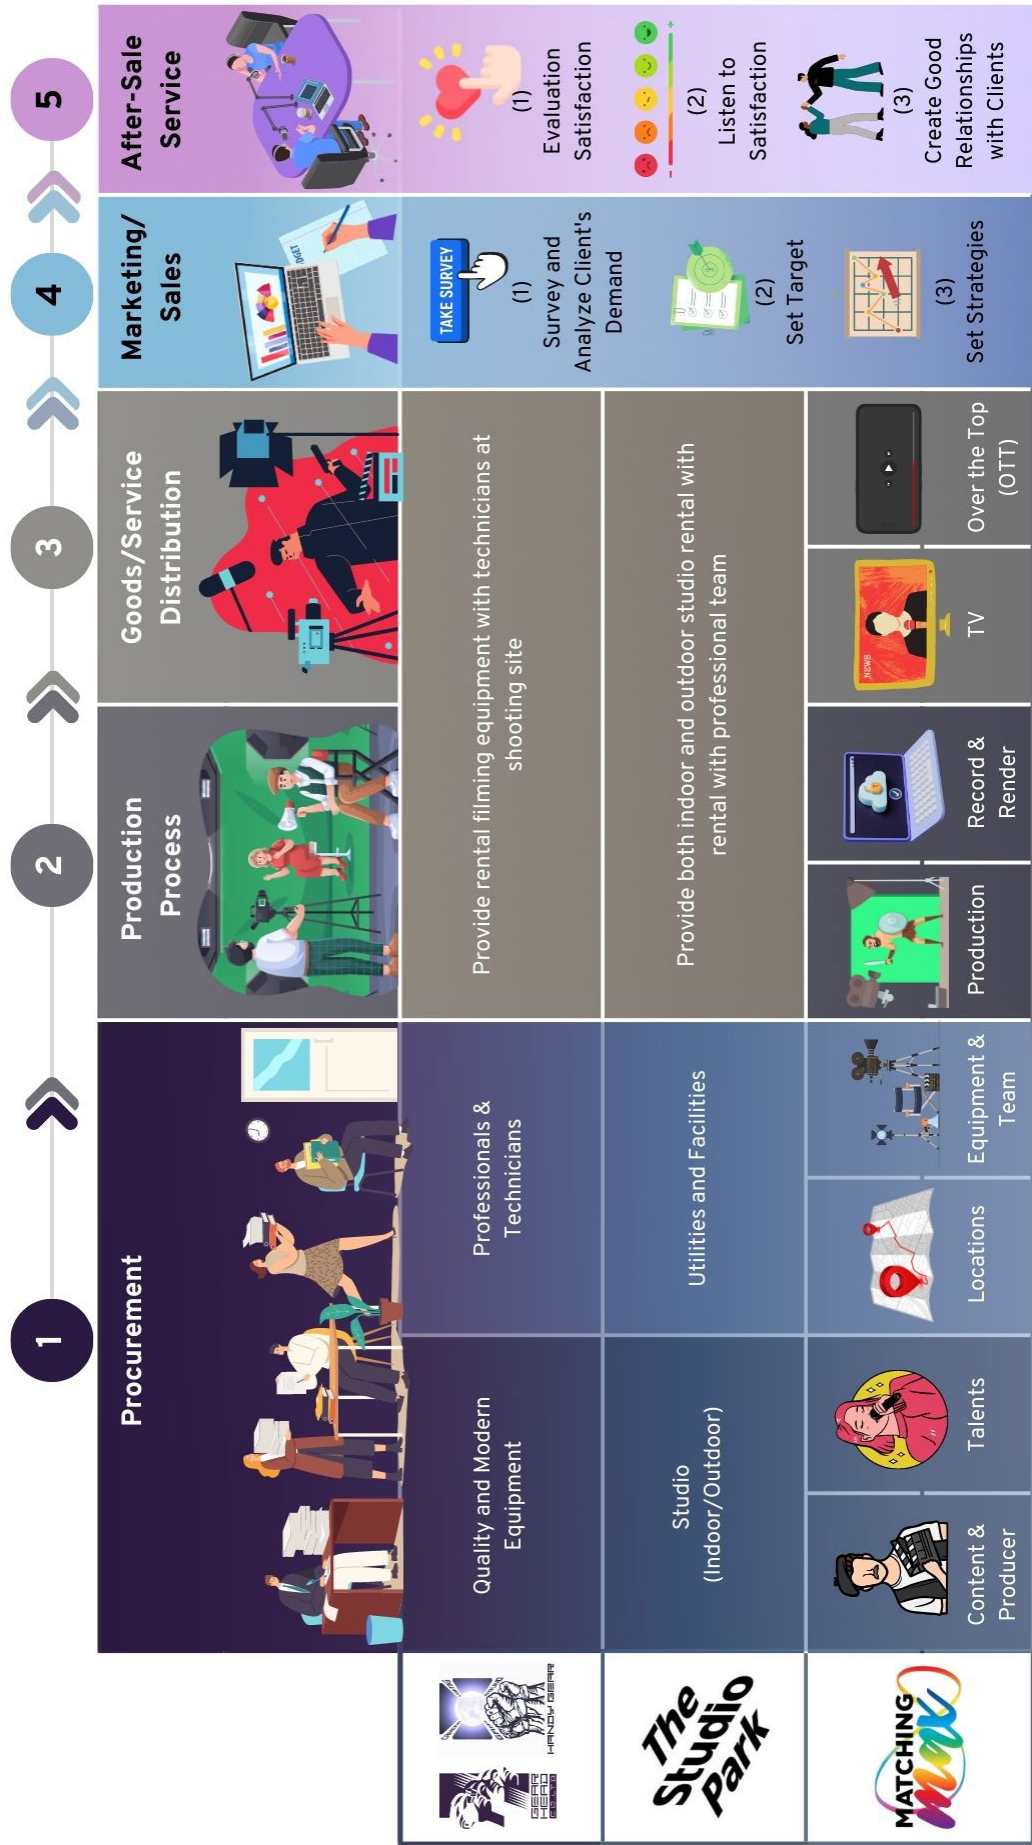 1
2
3
4
5
Procurement
Production
Process
Goods/Service
Distribution
Marketing/
Sales
After-Sale
Service
GEAR
HEAD
HANDY GEAR
Quality and Modern
Equipment
Professionals &
Technicians
Provide rental filming equipment with technicians at
shooting site
The
Studio
Park
Studio
(Indoor/Outdoor)
Utilities and Facilities
Provide both indoor and outdoor studio rental with
rental with professional team
MATCHING
max
Content &
Producer
Talents
Locations
Equipment &
Team
Production
Record &
Render
NEWS
TV
Over the Top
(OTT)
TAKE SURVEY
(1)
Survey and
Analyze Client's
Demand
(2)
Set Target
(3)
Set Strategies
(1)
Evaluation
Satisfaction
- +
(2)
Listen to
Satisfaction
(3)
Create Good
Relationships
with Clients